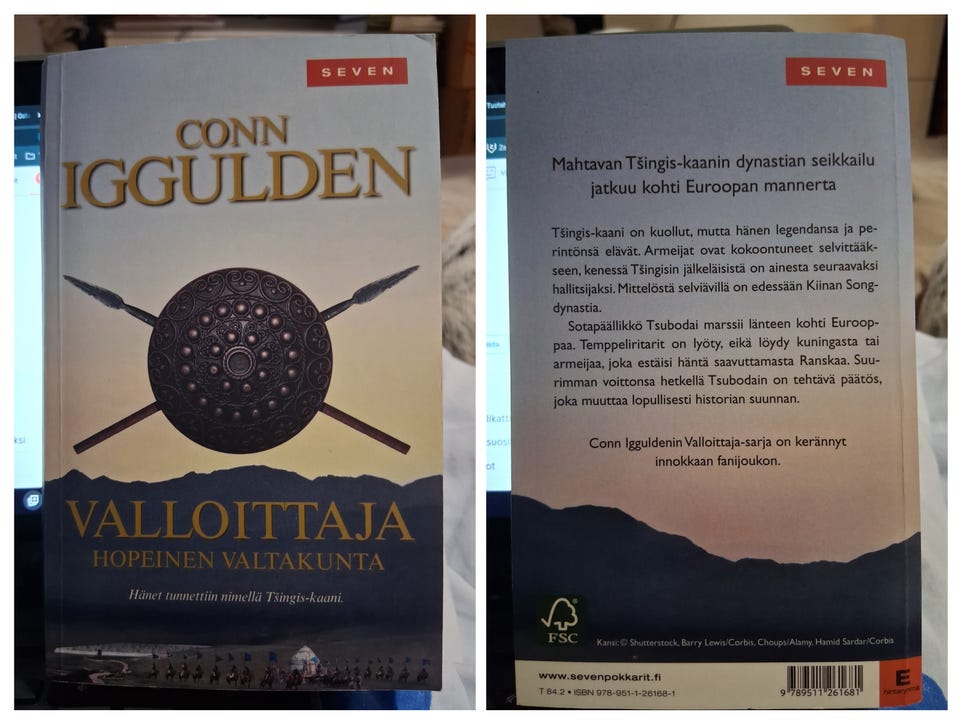 SEVEN
CONN
IGGULDEN
VALLOITTAJA
HOPEINEN VALTAKUNTA
Hänet tunnettiin nimellä Tšingis-kaani.
SEVEN
Mahtavan Tšingis-kaanin dynastian seikkailu
jatkuu kohti Euroopan mannerta
Tšingis-kaani on kuollut, mutta hänen legendansa ja pe-
rintönsä elävät. Armeijat ovat kokoontuneet selvittääk-
seen, kenessä Tšingisin jälkeläisistä on ainesta seuraavaksi
hallitsijaksi. Mittelöstä selviävillä on edessään Kiinan Song-
dynastia.
Sotapäällikkö Tsubodai marssii länteen kohti Euroop-
paa. Temppeliritarit on lyöty, eikä löydy kuningasta tai
armeijaa, joka estäisi häntä saavuttamasta Ranskaa. Suu-
rimman voittonsa hetkellä Tsubodain on tehtävä päätös,
joka muuttaa lopullisesti historian suunnan.
Conn Igguldenin Valloittaja-sarja on kerännyt
innokkaan fanijoukon.
FSC
Kansi: © Shutterstock, Barry Lewis/Corbis, Choups/Alamy, Hamid Sardar/Corbis
www.sevenpokkarit.fi
T 84.2 • ISBN 978-951-1-26168-1
9 789511 261681
E
hintaryhmä